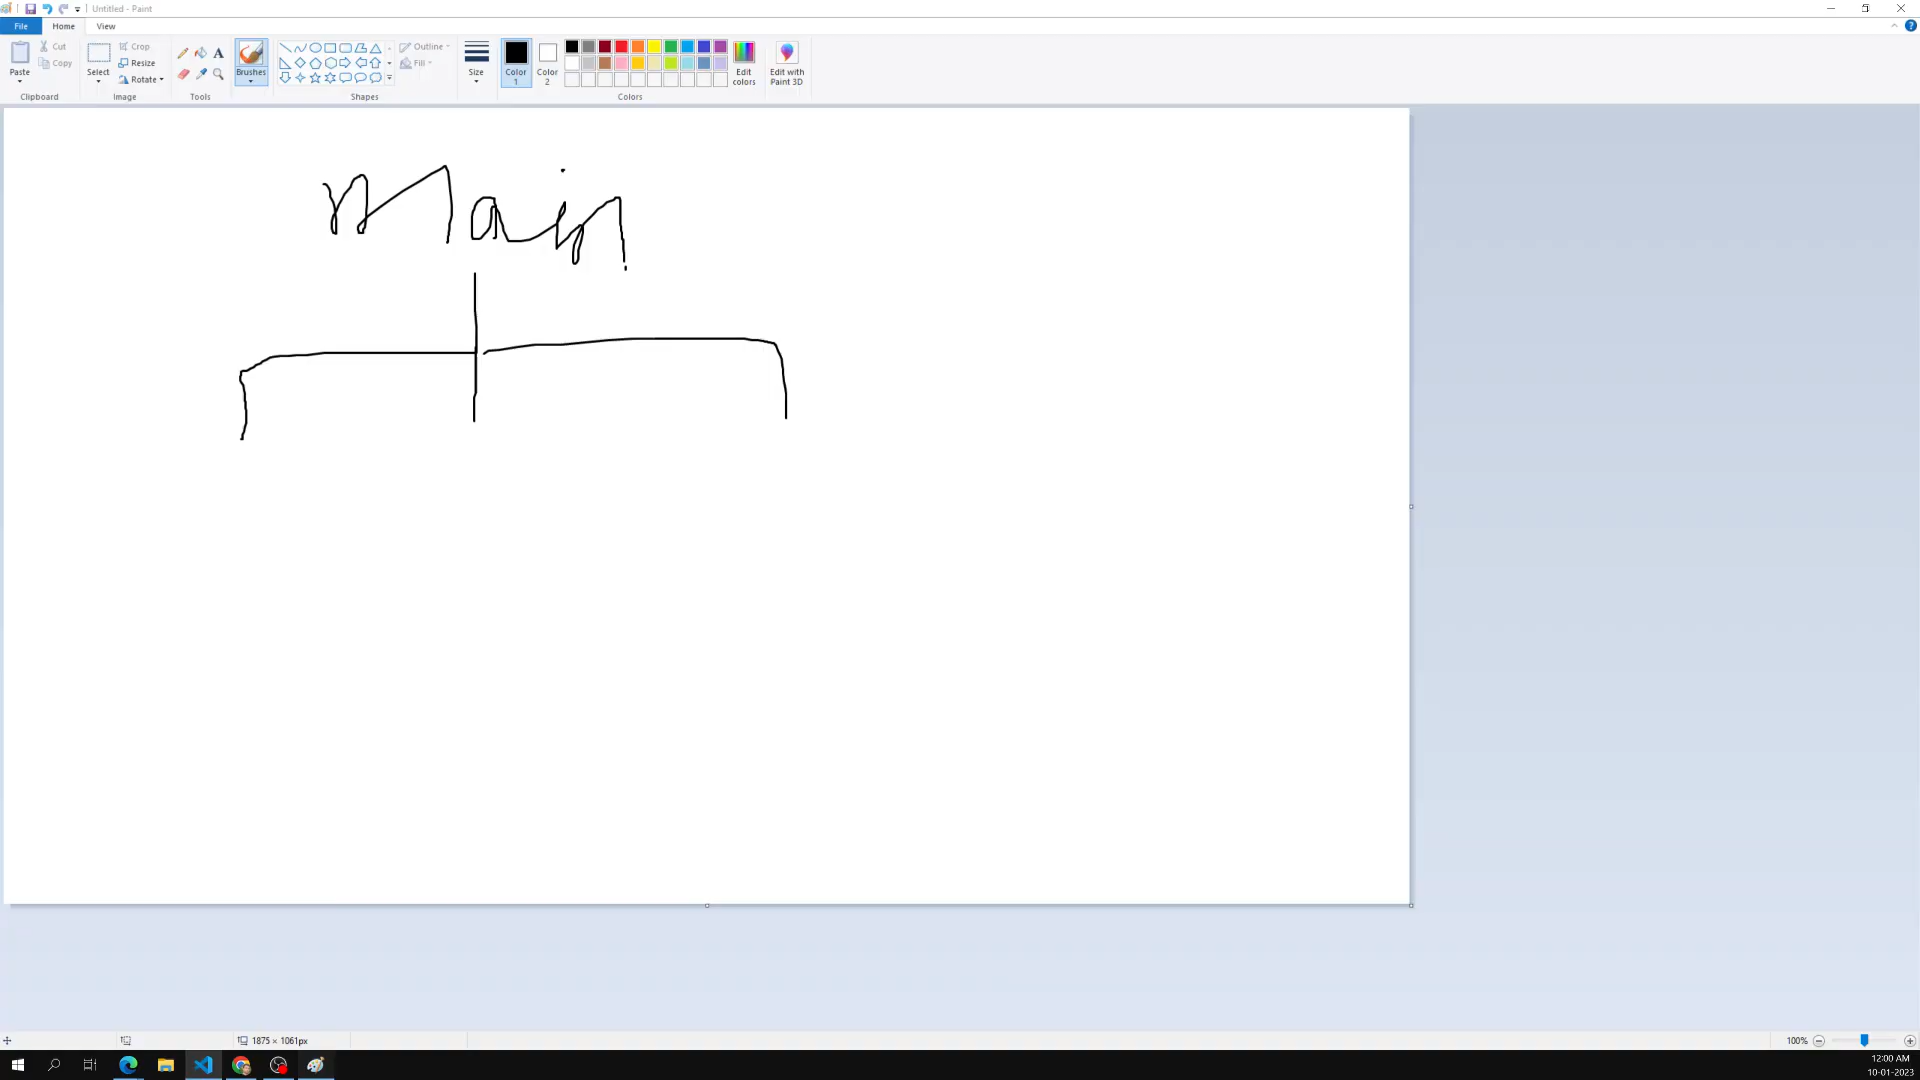 Untitled - Paint
File Home View
Paste Cut Copy Clipboard
Select Crop Resize Rotate Image
Tools
Brushes
Shapes
Outline Fill
Size
Color 1
Color 2
Colors
Edit colors
Edit with Paint 3D
Main
1875 × 1061px
100%
12:00 AM
10-01-2023